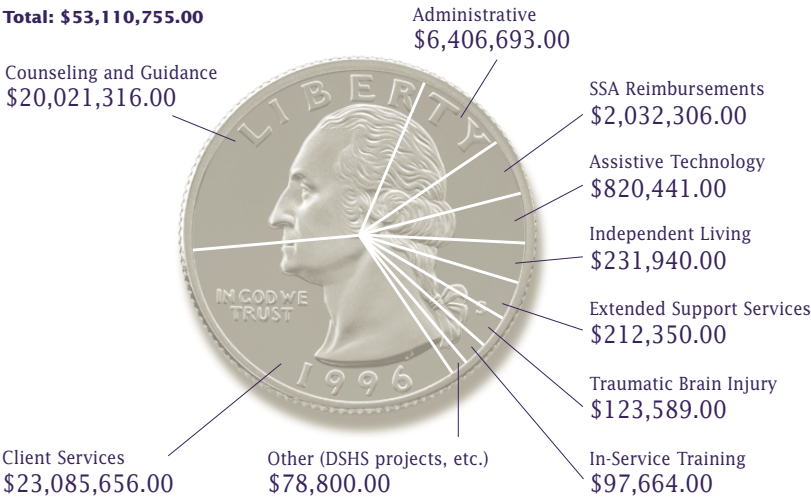 Total: $53,110,755.00
Administrative
$6,406,693.00
Counseling and Guidance
$20,021,316.00
SSA Reimbursements
$2,032,306.00
Assistive Technology
$820,441.00
Independent Living
$231,940.00
Extended Support Services
$212,350.00
Traumatic Brain Injury
$123,589.00
In-Service Training
$97,664.00
Other (DSHS projects, etc.)
$78,800.00
Client Services
$23,085,656.00
LIBERTY
IN GOD WE
TRUST
S
1996